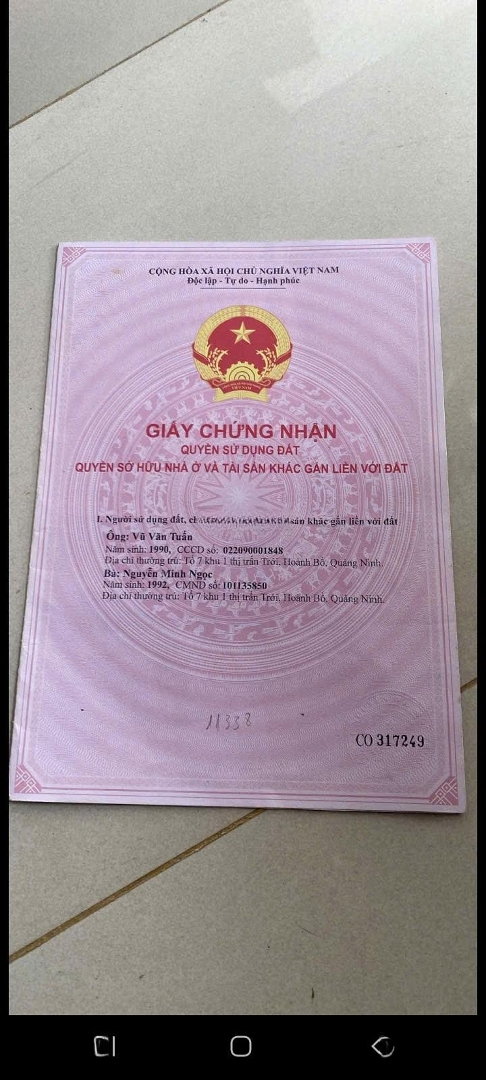 CỘNG HÒA XÃ HỘI CHỦ NGHĨA VIỆT NAM
Độc lập - Tự do - Hạnh phúc
GIẤY CHỨNG NHẬN
QUYỀN SỬ DỤNG ĐẤT
QUYỀN SỞ HỮU NHÀ Ở VÀ TÀI SẢN KHÁC GẮN LIỀN VỚI ĐẤT
I. Người sử dụng đất, sản khác gắn liền với đất
Ông: Vũ Văn Tuấn
Năm sinh: 1990, CCCD số: 022090001848
Địa chỉ thường trú: Tổ 7 khu 1 thị trấn Trới, Hoành Bồ, Quảng Ninh.
Bà: Nguyễn Minh Ngọc
Năm sinh: 1992, CMND số: 101135850
Địa chỉ thường trú: Tổ 7 khu 1 thị trấn Trới, Hoành Bồ, Quảng Ninh.
11338
CO 317249